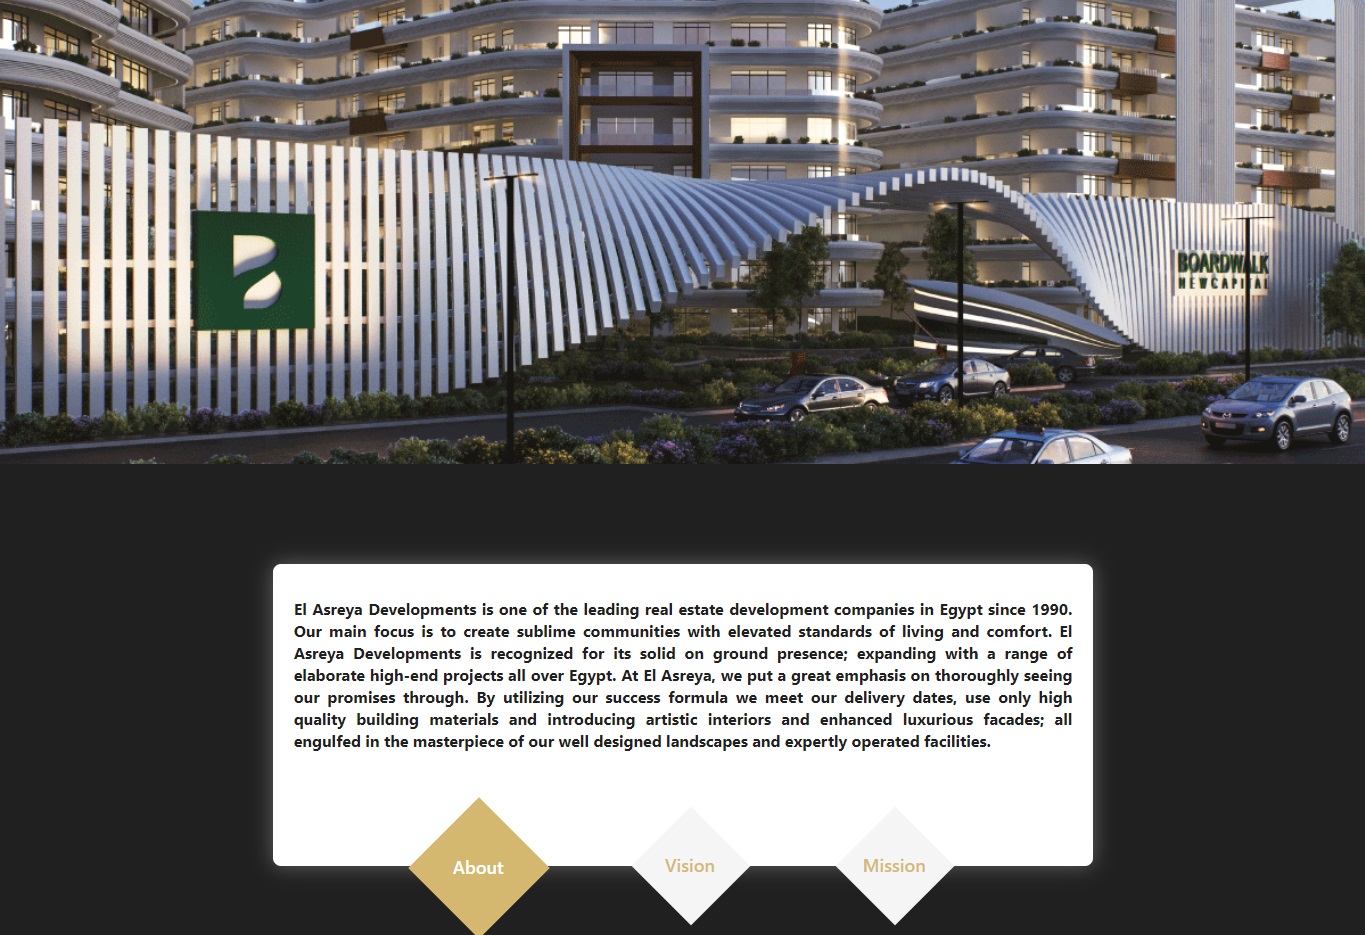 B
BOARDWALK
NEWCAPITAL
El Asreya Developments is one of the leading real estate development companies in Egypt since 1990.
Our main focus is to create sublime communities with elevated standards of living and comfort. El
Asreya Developments is recognized for its solid on ground presence; expanding with a range of
elaborate high-end projects all over Egypt. At El Asreya, we put a great emphasis on thoroughly seeing
our promises through. By utilizing our success formula we meet our delivery dates, use only high
quality building materials and introducing artistic interiors and enhanced luxurious facades; all
engulfed in the masterpiece of our well designed landscapes and expertly operated facilities.
About
Vision
Mission